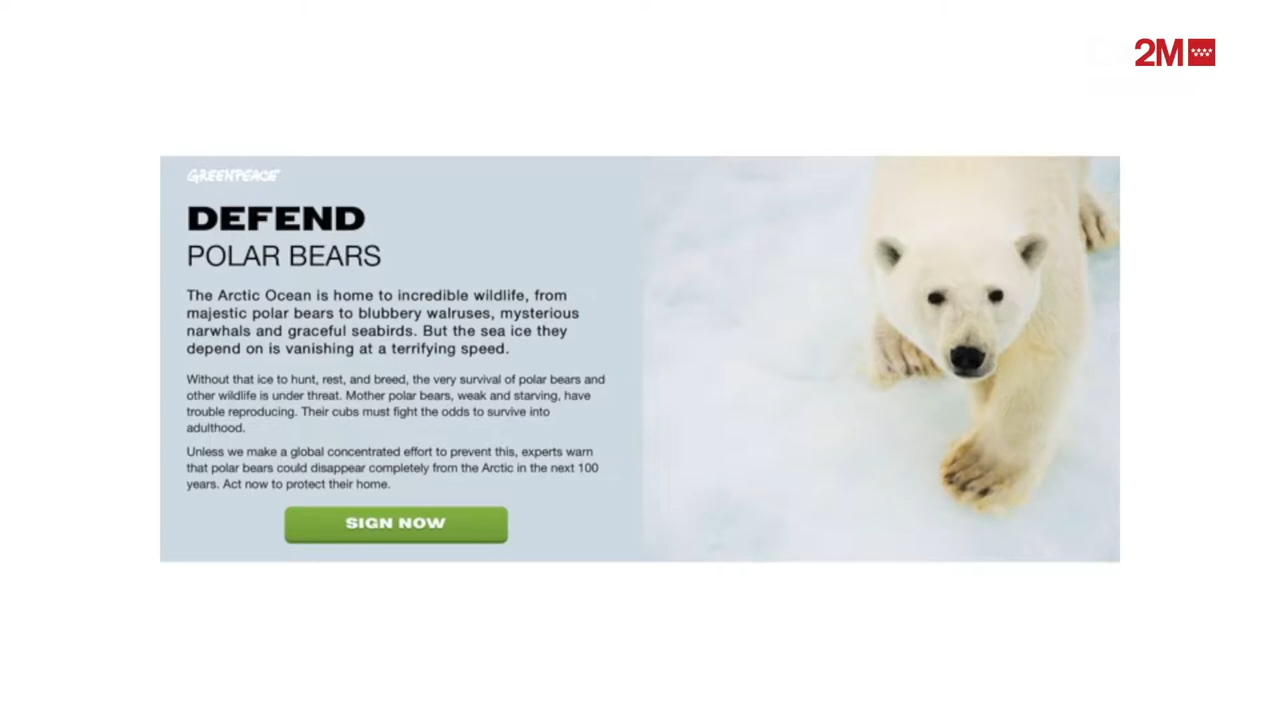 2M
GREENPEACE
DEFEND
POLAR BEARS
The Arctic Ocean is home to incredible wildlife, from
majestic polar bears to blubbery walruses, mysterious
narwhals and graceful seabirds. But the sea ice they
depend on is vanishing at a terrifying speed.
Without that ice to hunt, rest, and breed, the very survival of polar bears and
other wildlife is under threat. Mother polar bears, weak and starving, have
trouble reproducing. Their cubs must fight the odds to survive into
adulthood.
Unless we make a global concentrated effort to prevent this, experts warn
that polar bears could disappear completely from the Arctic in the next 100
years. Act now to protect their home.
SIGN NOW